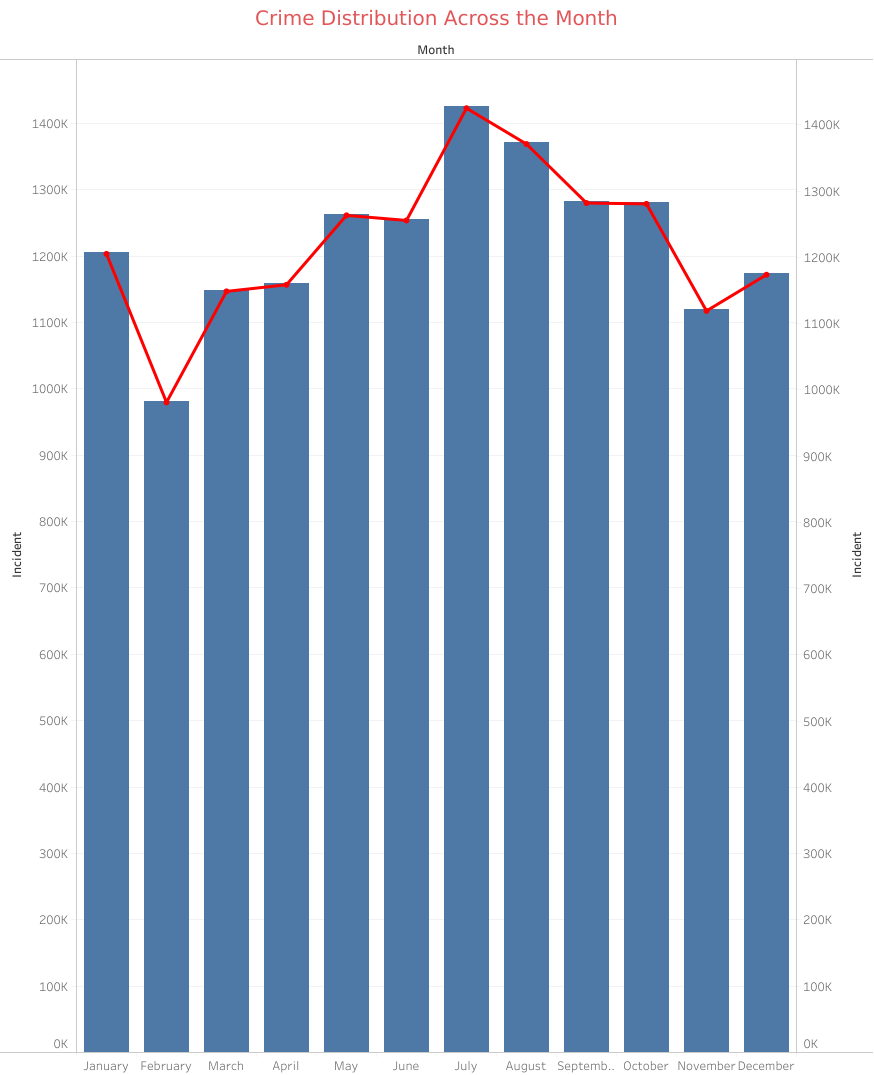 Crime Distribution Across the Month
Month
1400K 1400K
1300K 1300K
1200K 1200K
1100K 1100K
1000K 1000K
900K 900K
800K 800K
Incident Incident
700K 700K
600K 600K
500K 500K
400K 400K
300K 300K
200K 200K
100K 100K
0K 0K
January February March April May June July August Septemb.. October November December